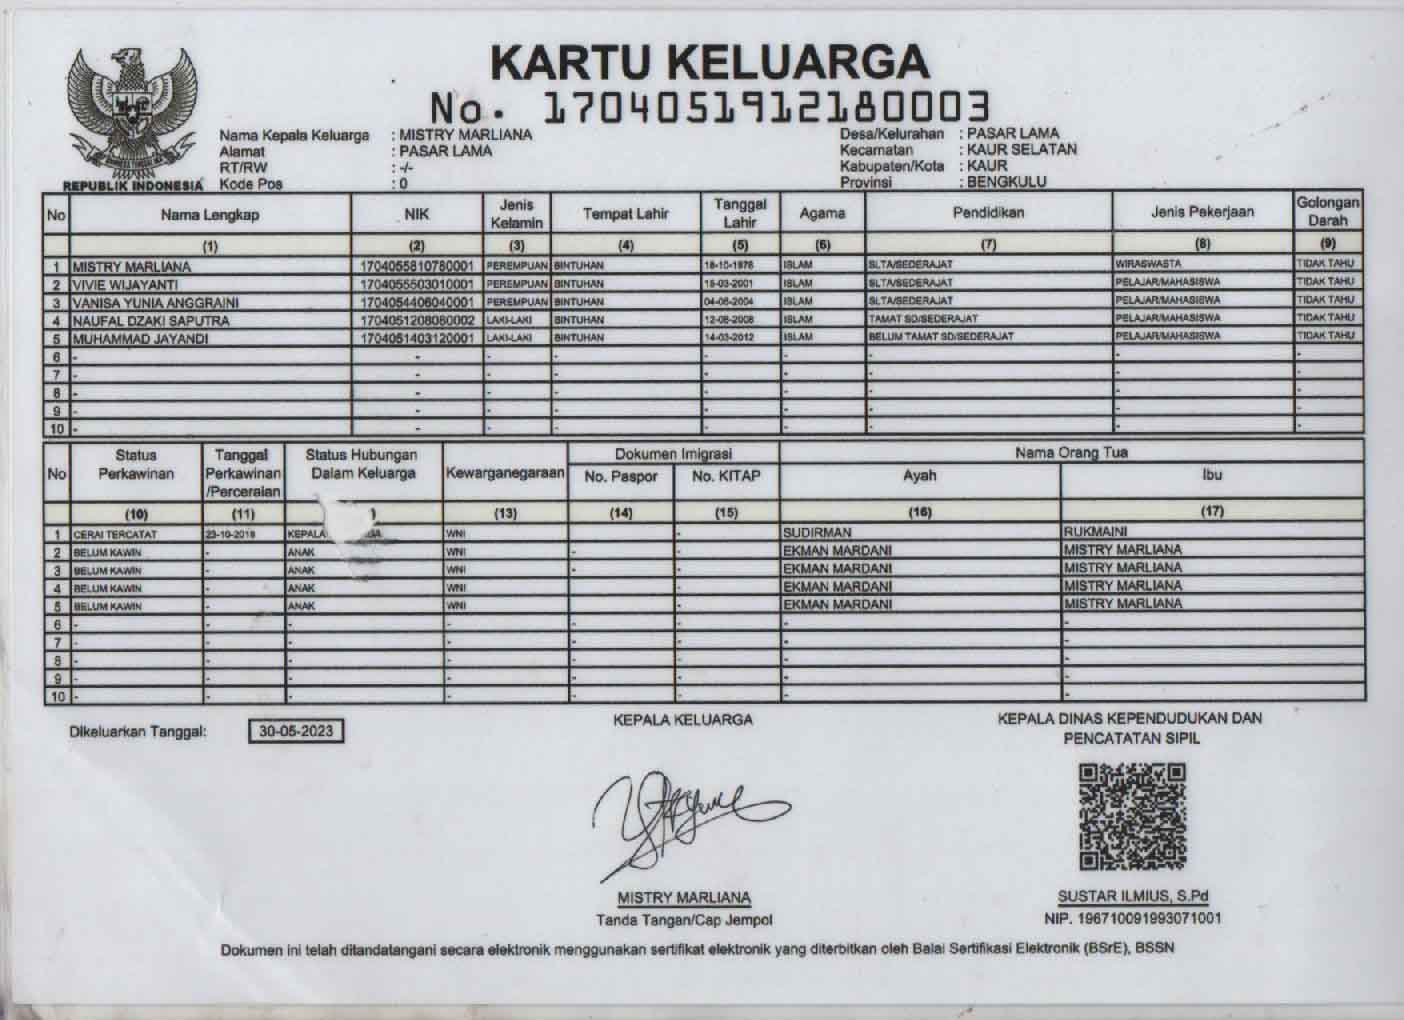 KARTU KELUARGA
No. 1704051912180003
REPUBLIK INDONESIA
Nama Kepala Keluarga : MISTRY MARLIANA
Alamat : PASAR LAMA
RT/RW : -/-
Kode Pos : 0
Desa/Kelurahan : PASAR LAMA
Kecamatan : KAUR SELATAN
Kabupaten/Kota : KAUR
Provinsi : BENGKULU
No Nama Lengkap NIK Jenis Kelamin Tempat Lahir Tanggal Lahir Agama Pendidikan Jenis Pekerjaan Golongan Darah
(1) (2) (3) (4) (5) (6) (7) (8) (9)
1 MISTRY MARLIANA 1704055810780001 PEREMPUAN BINTUHAN ISLAM SLTA/SEDERAJAT WIRASWASTA TIDAK TAHU
2 VIVIE WIJAYANTI 1704055503010001 PEREMPUAN BINTUHAN 15-03-2001 ISLAM SLTA/SEDERAJAT PELAJAR/MAHASISWA TIDAK TAHU
3 VANISA YUNIA ANGGRAINI 1704054406040001 PEREMPUAN BINTUHAN 04-06-2004 ISLAM SLTA/SEDERAJAT PELAJAR/MAHASISWA TIDAK TAHU
4 NAUFAL DZAKI SAPUTRA 1704051208080002 LAKI-LAKI BINTUHAN 12-08-2008 ISLAM TAMAT SD/SEDERAJAT PELAJAR/MAHASISWA TIDAK TAHU
5 MUHAMMAD JAYANDI 1704051403120001 LAKI-LAKI BINTUHAN 14-03-2012 ISLAM BELUM TAMAT SD/SEDERAJAT PELAJAR/MAHASISWA TIDAK TAHU
6 - - - - - - - - -
7 - - - - - - - - -
8 - - - - - - - - -
9 - - - - - - - - -
10 - - - - - - - - -
No Status Perkawinan Tanggal Perkawinan /Perceraian Status Hubungan Dalam Keluarga Kewarganegaraan Dokumen Imigrasi Nama Orang Tua
No. Paspor No. KITAP Ayah Ibu
(10) (11) ) (13) (14) (15) (16) (17)
1 CERAI TERCATAT 23-10-2018 KEPALA WNI - SUDIRMAN RUKMAINI
2 BELUM KAWIN - ANAK WNI - - EKMAN MARDANI MISTRY MARLIANA
3 BELUM KAWIN - ANAK WNI - - EKMAN MARDANI MISTRY MARLIANA
4 BELUM KAWIN - ANAK WNI - - EKMAN MARDANI MISTRY MARLIANA
5 BELUM KAWIN - ANAK WNI - - EKMAN MARDANI MISTRY MARLIANA
6 - - - - - - - -
7 - - - - - - - -
8 - - - - - - - -
9 - - - - - - - -
10 - - - - - - - -
Dikeluarkan Tanggal: 30-05-2023
KEPALA KELUARGA
MISTRY MARLIANA
Tanda Tangan/Cap Jempol
KEPALA DINAS KEPENDUDUKAN DAN
PENCATATAN SIPIL
SUSTAR ILMIUS, S.Pd
NIP. 196710091993071001
Dokumen ini telah ditandatangani secara elektronik menggunakan sertifikat elektronik yang diterbitkan oleh Balai Sertifikasi Elektronik (BSrE), BSSN